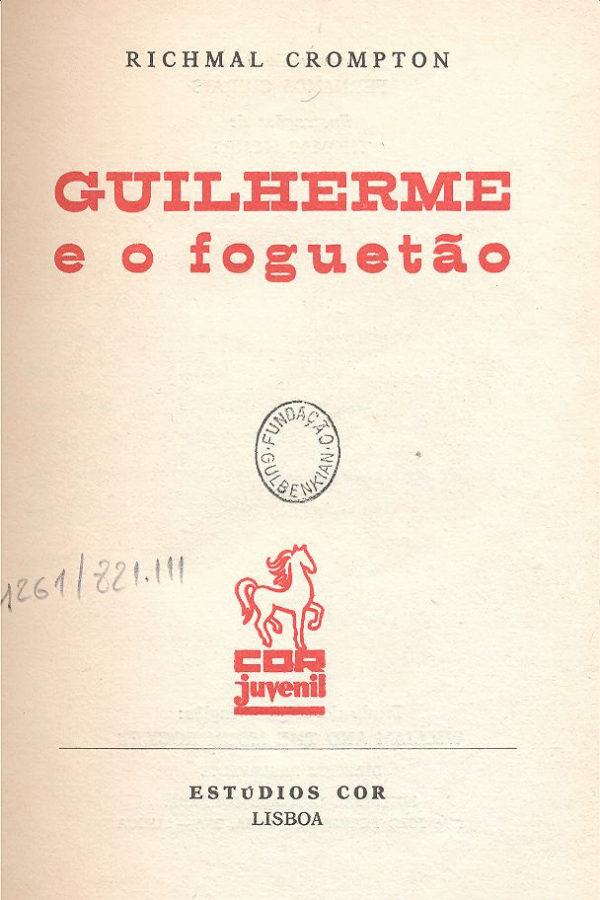 RICHMAL CROMPTON
GUILHERME
e o foguetão
FUNDAÇÃO
GULBENKIAN
1261/821.111
COR
juvenil
ESTÚDIOS COR
LISBOA